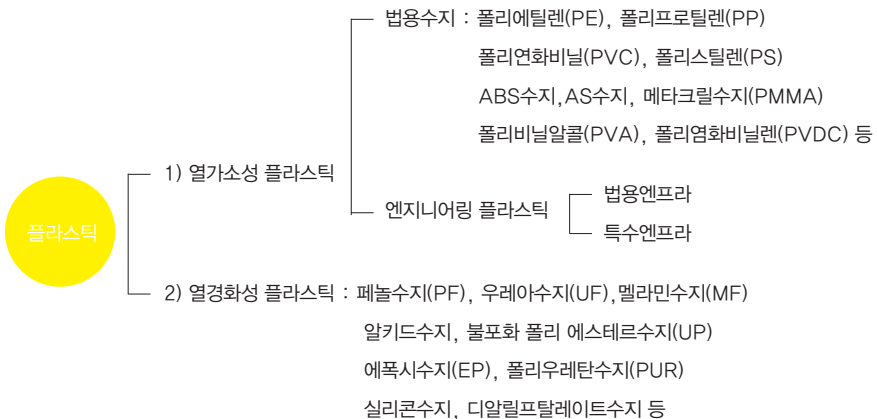 법용수지 : 폴리에틸렌(PE), 폴리프로틸렌(PP)
폴리연화비닐(PVC), 폴리스틸렌(PS)
ABS수지,AS수지, 메타크릴수지(PMMA)
폴리비닐알콜(PVA), 폴리염화비닐렌(PVDC) 등
1) 열가소성 플라스틱
엔지니어링 플라스틱
법용엔프라
특수엔프라
플라스틱
2) 열경화성 플라스틱 : 페놀수지(PF), 우레아수지(UF),멜라민수지(MF)
알키드수지, 불포화 폴리 에스테르수지(UP)
에폭시수지(EP), 폴리우레탄수지(PUR)
실리콘수지, 디알릴프탈레이트수지 등